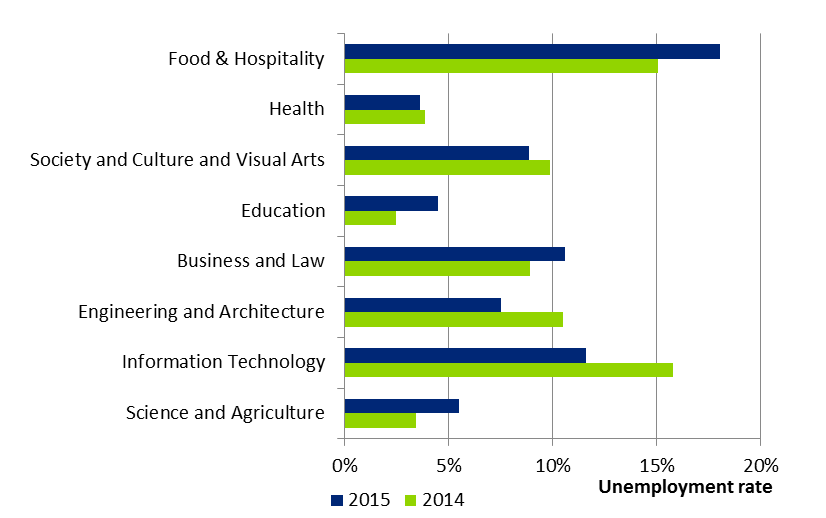 Food & Hospitality
Health
Society and Culture and Visual Arts
Education
Business and Law
Engineering and Architecture
Information Technology
Science and Agriculture
0% 5% 10% 15% 20%
Unemployment rate
2015 2014